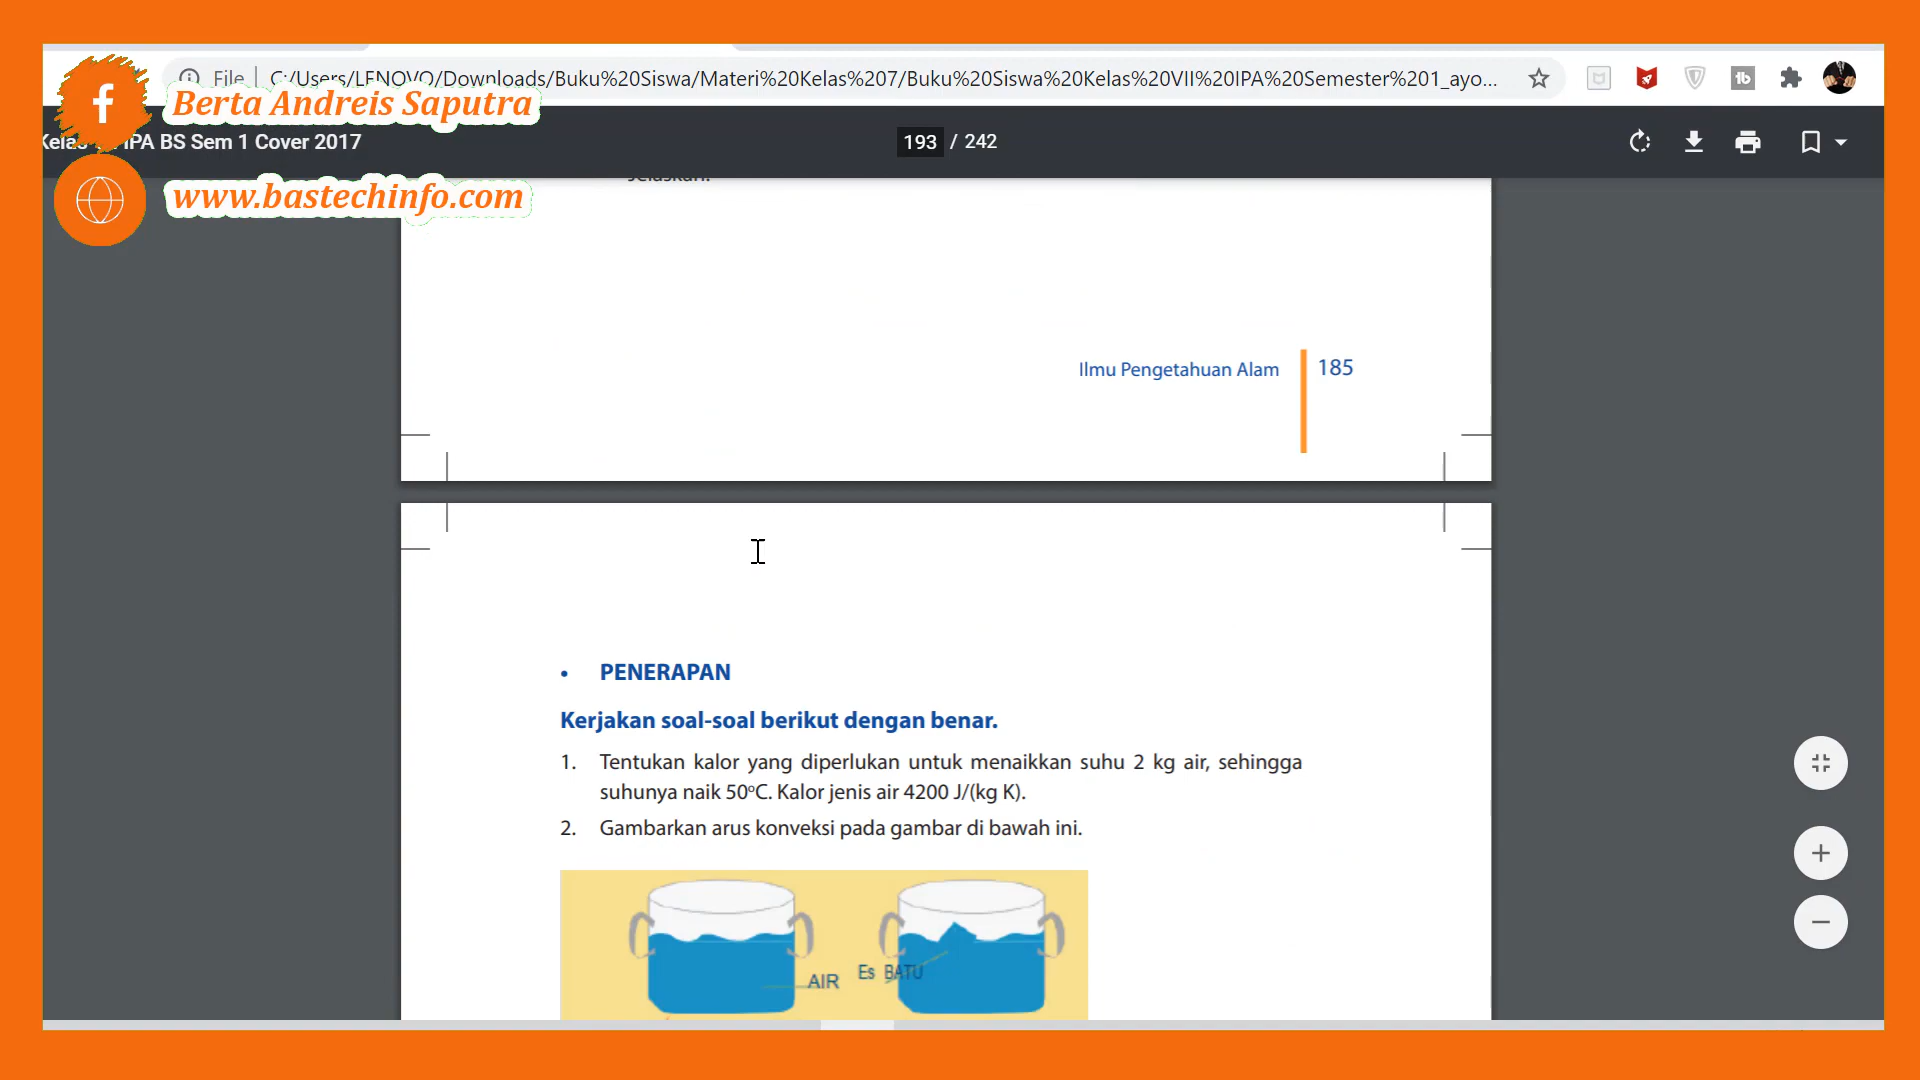 File
C:/Users/LENOVO/Downloads/Buku%20Siswa/Materi%20Kelas%207/Buku%20Siswa%20Kelas%20VII%20IPA%20Semester%201_ayo...
Berta Andreis Saputra
IPA BS Sem 1 Cover 2017
193 / 242
www.bastechinfo.com
Ilmu Pengetahuan Alam 185
• PENERAPAN
Kerjakan soal-soal berikut dengan benar.
1. Tentukan kalor yang diperlukan untuk menaikkan suhu 2 kg air, sehingga
suhunya naik 50°C. Kalor jenis air 4200 J/(kg K).
2. Gambarkan arus konveksi pada gambar di bawah ini.
AIR
Es BATU